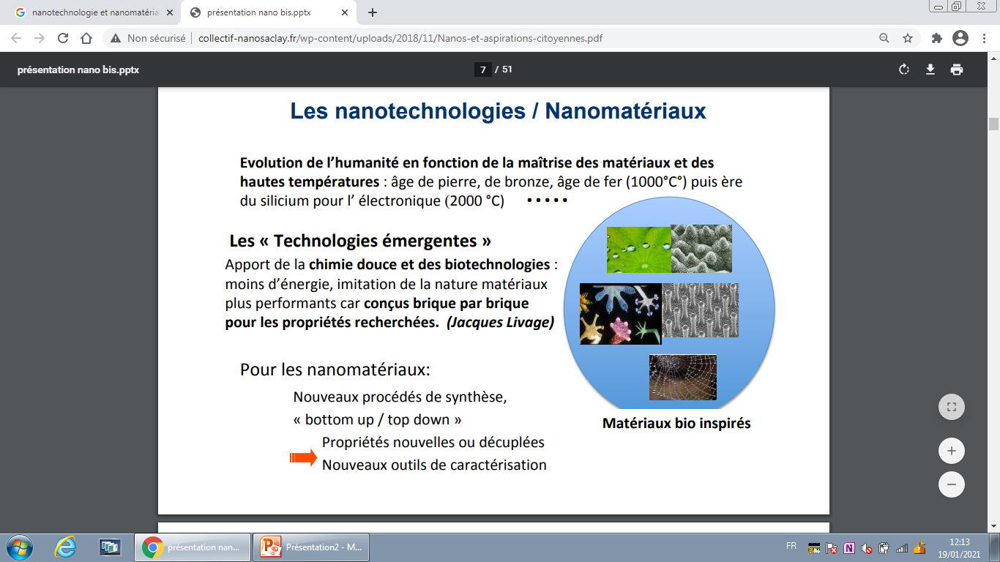 nanotechnologie et nanomatéria
présentation nano bis.pptx
Non sécurisé
collectif-nanosaclay.fr/wp-content/uploads/2018/11/Nanos-et-aspirations-citoyennes.pdf
présentation nano bis.pptx
7 / 51
Les nanotechnologies / Nanomatériaux
Evolution de l’humanité en fonction de la maîtrise des matériaux et des
hautes températures : âge de pierre, de bronze, âge de fer (1000°C°) puis ère
du silicium pour l’ électronique (2000 °C) • • • • •
Les « Technologies émergentes »
Apport de la chimie douce et des biotechnologies :
moins d’énergie, imitation de la nature matériaux
plus performants car conçus brique par brique
pour les propriétés recherchées. (Jacques Livage)
Pour les nanomatériaux:
Nouveaux procédés de synthèse,
« bottom up / top down »
Propriétés nouvelles ou décuplées
Nouveaux outils de caractérisation
Matériaux bio inspirés
présentation nan...
Présentation2 - M...
FR
12:13
19/01/2021